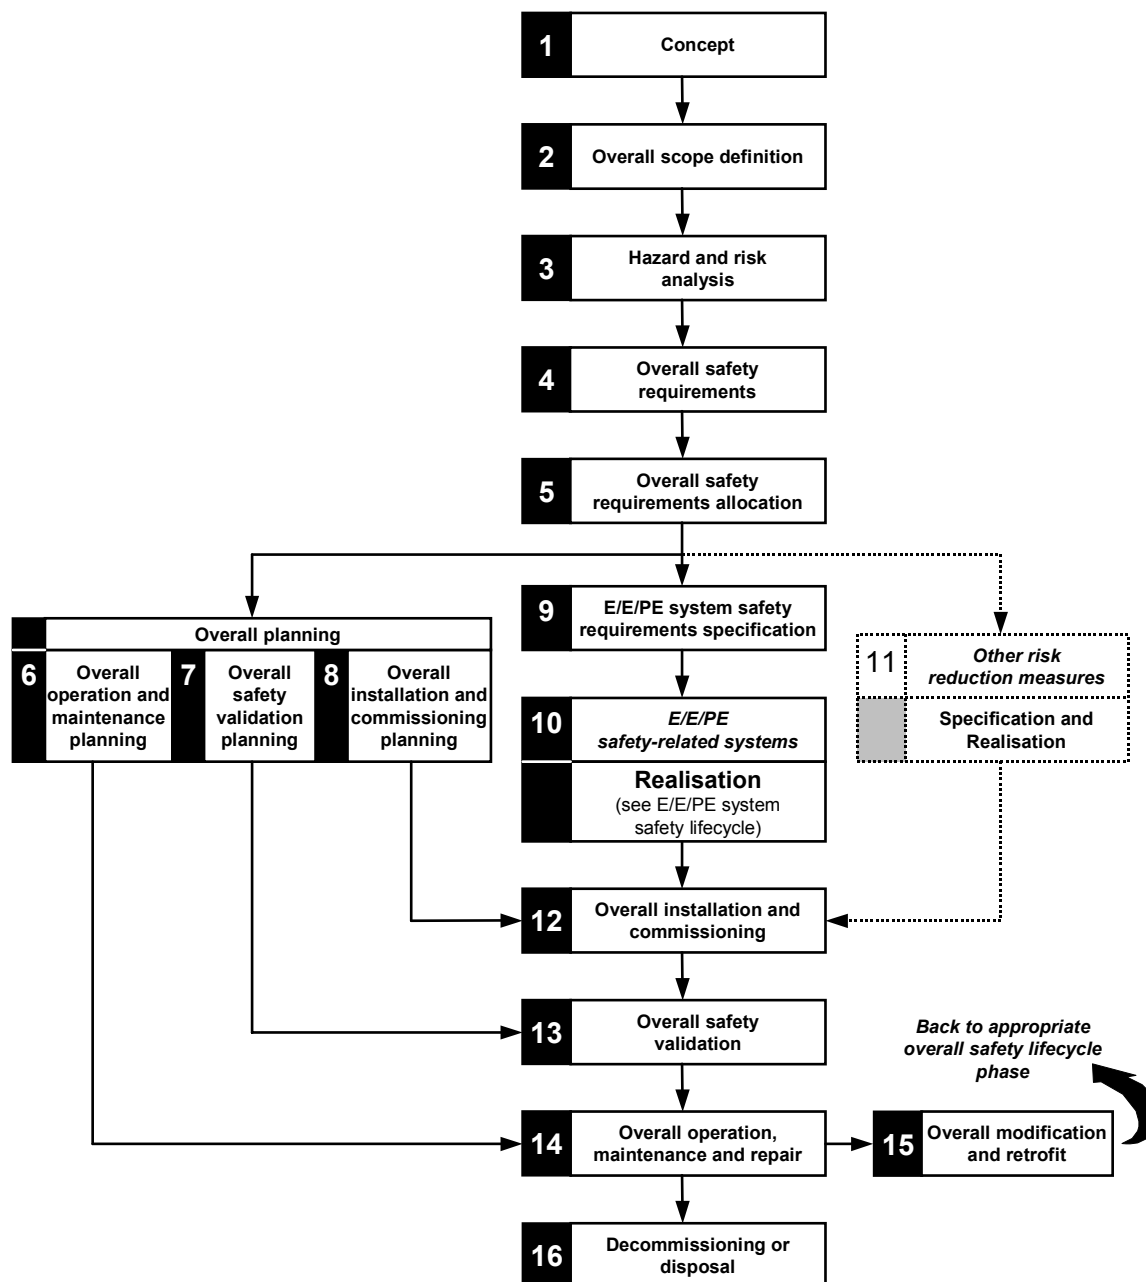 1
Concept
2
Overall scope definition
3
Hazard and risk
analysis
4
Overall safety
requirements
5
Overall safety
requirements allocation
Overall planning
6
Overall
operation and
maintenance
planning
7
Overall
safety
validation
planning
8
Overall
installation and
commissioning
planning
9
E/E/PE system safety
requirements specification
10
E/E/PE
safety-related systems
Realisation
(see E/E/PE system
safety lifecycle)
11
Other risk
reduction measures
Specification and
Realisation
12
Overall installation and
commissioning
13
Overall safety
validation
Back to appropriate
overall safety lifecycle
phase
14
Overall operation,
maintenance and repair
15
Overall modification
and retrofit
16
Decommissioning or
disposal